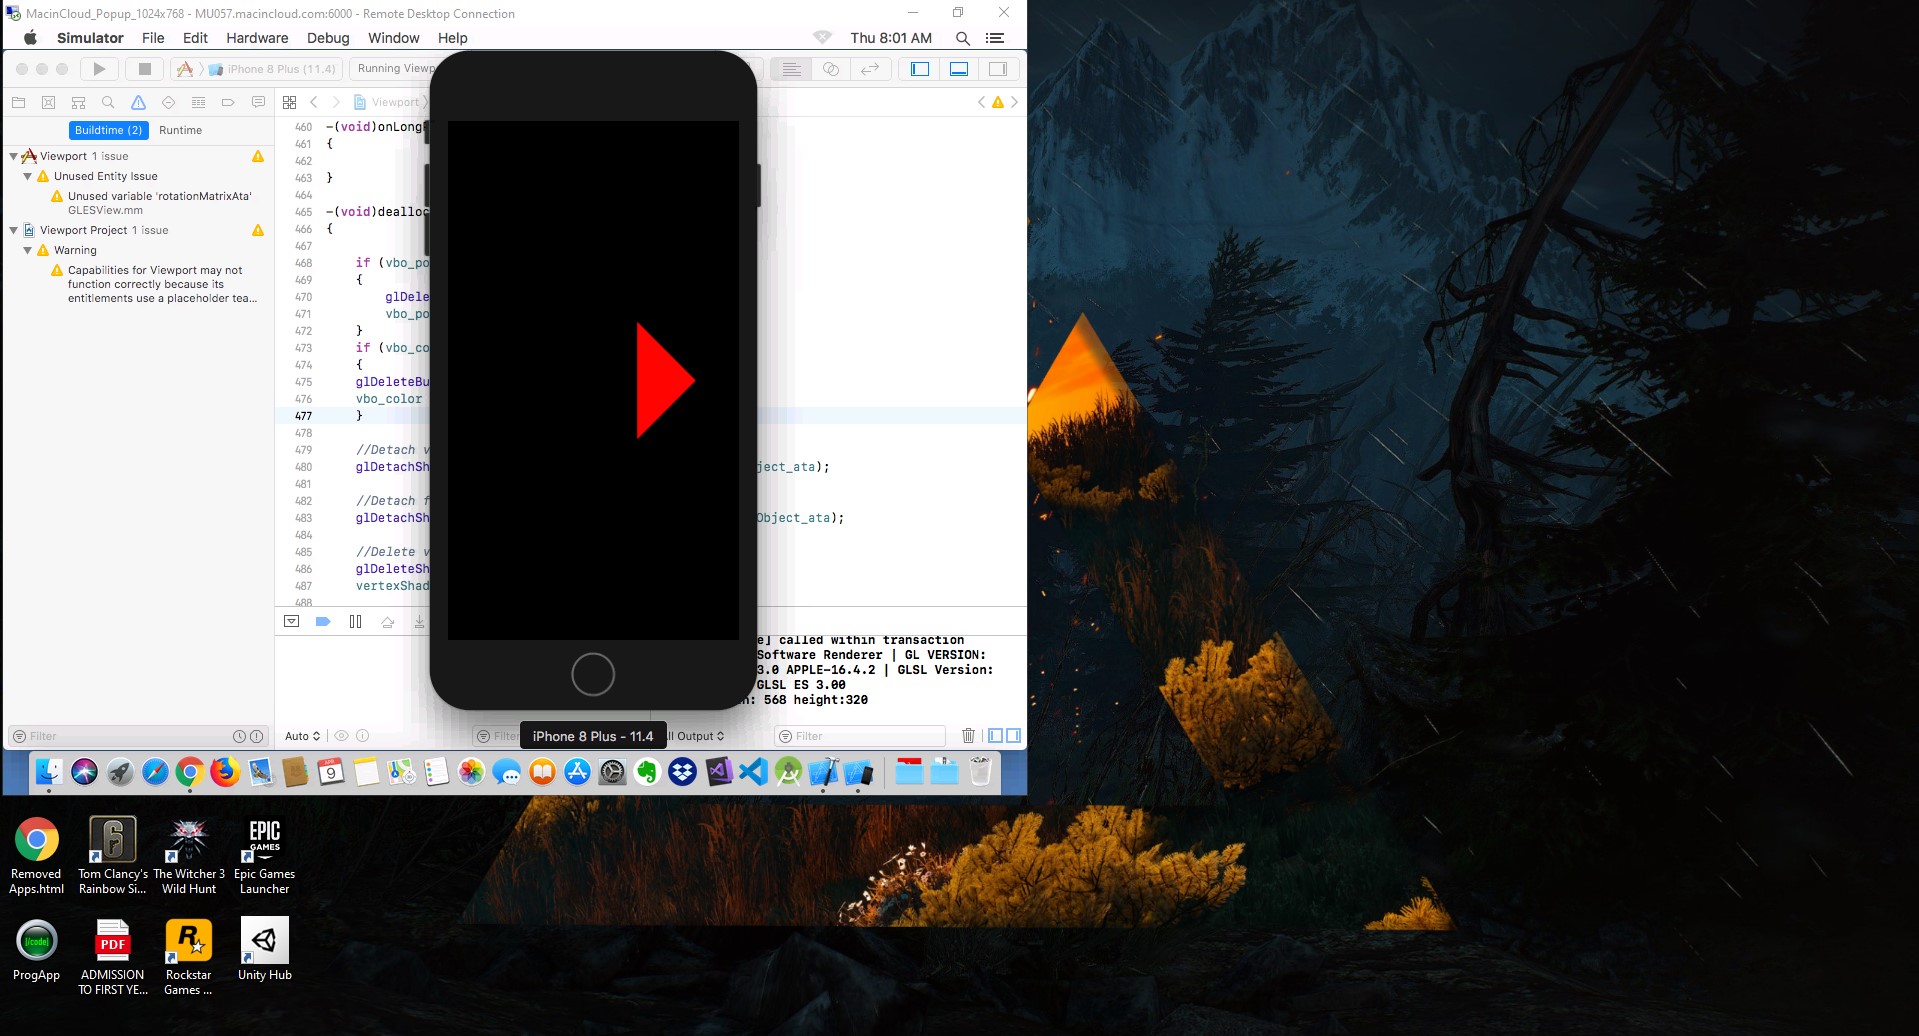 MacinCloud_Popup_1024x768 - MU057.macincloud.com:6000 - Remote Desktop Connection
Simulator File Edit Hardware Debug Window Help Thu 8:01 AM
iPhone 8 Plus (11.4) Running Viewp
Viewport
Buildtime (2) Runtime
Viewport 1 issue
Unused Entity Issue
Unused variable 'rotationMatrixAta'
GLESView.mm
Viewport Project 1 issue
Warning
Capabilities for Viewport may not
function correctly because its
entitlements use a placeholder tea...
Filter
460 -(void)onLong
461 {
462
463 }
464
465 -(void)dealloc
466 {
467
468 if (vbo_po
469 {
470 glDele
471 vbo_po
472 }
473 if (vbo_co
474 {
475 glDeleteBu
476 vbo_color
477 }
478
479 //Detach v
480 glDetachSh ject_ata);
481
482 //Detach f
483 glDetachSh Object_ata);
484
485 //Delete v
486 glDeleteSh
487 vertexShad
488
e] called within transaction
Software Renderer | GL VERSION:
3.0 APPLE-16.4.2 | GLSL Version:
GLSL ES 3.00
: 568 height:320
Auto Filter ll Output Filter
iPhone 8 Plus - 11.4
APR
9
Removed
Apps.html
Tom Clancy's
Rainbow Si...
The Witcher 3
Wild Hunt
EPIC
GAMES
Epic Games
Launcher
[/code]
ProgApp
PDF
ADMISSION
TO FIRST YE...
R
Rockstar
Games ...
Unity Hub